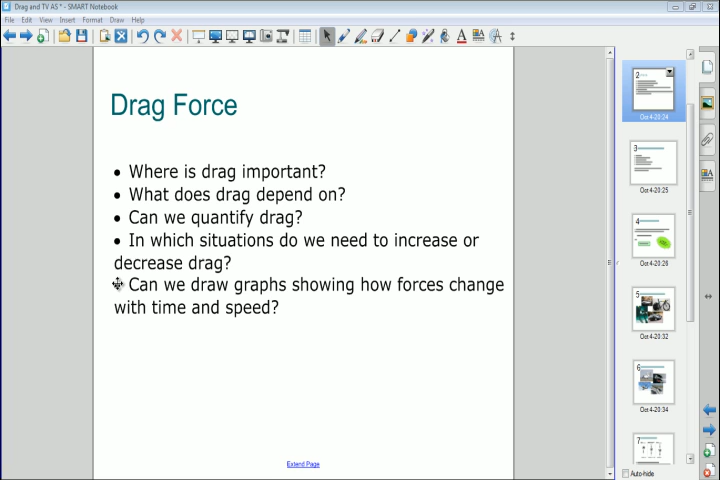 Drag and TV AS * - SMART Notebook
File Edit View Insert Format Draw Help
Drag Force
• Where is drag important?
• What does drag depend on?
• Can we quantify drag?
• In which situations do we need to increase or
decrease drag?
Can we draw graphs showing how forces change
with time and speed?
Extend Page
2
Oct 4-20:24
3
Oct 4-20:25
4
Oct 4-20:26
5
Oct 4-20:32
6
Oct 4-20:34
7
Auto-hide